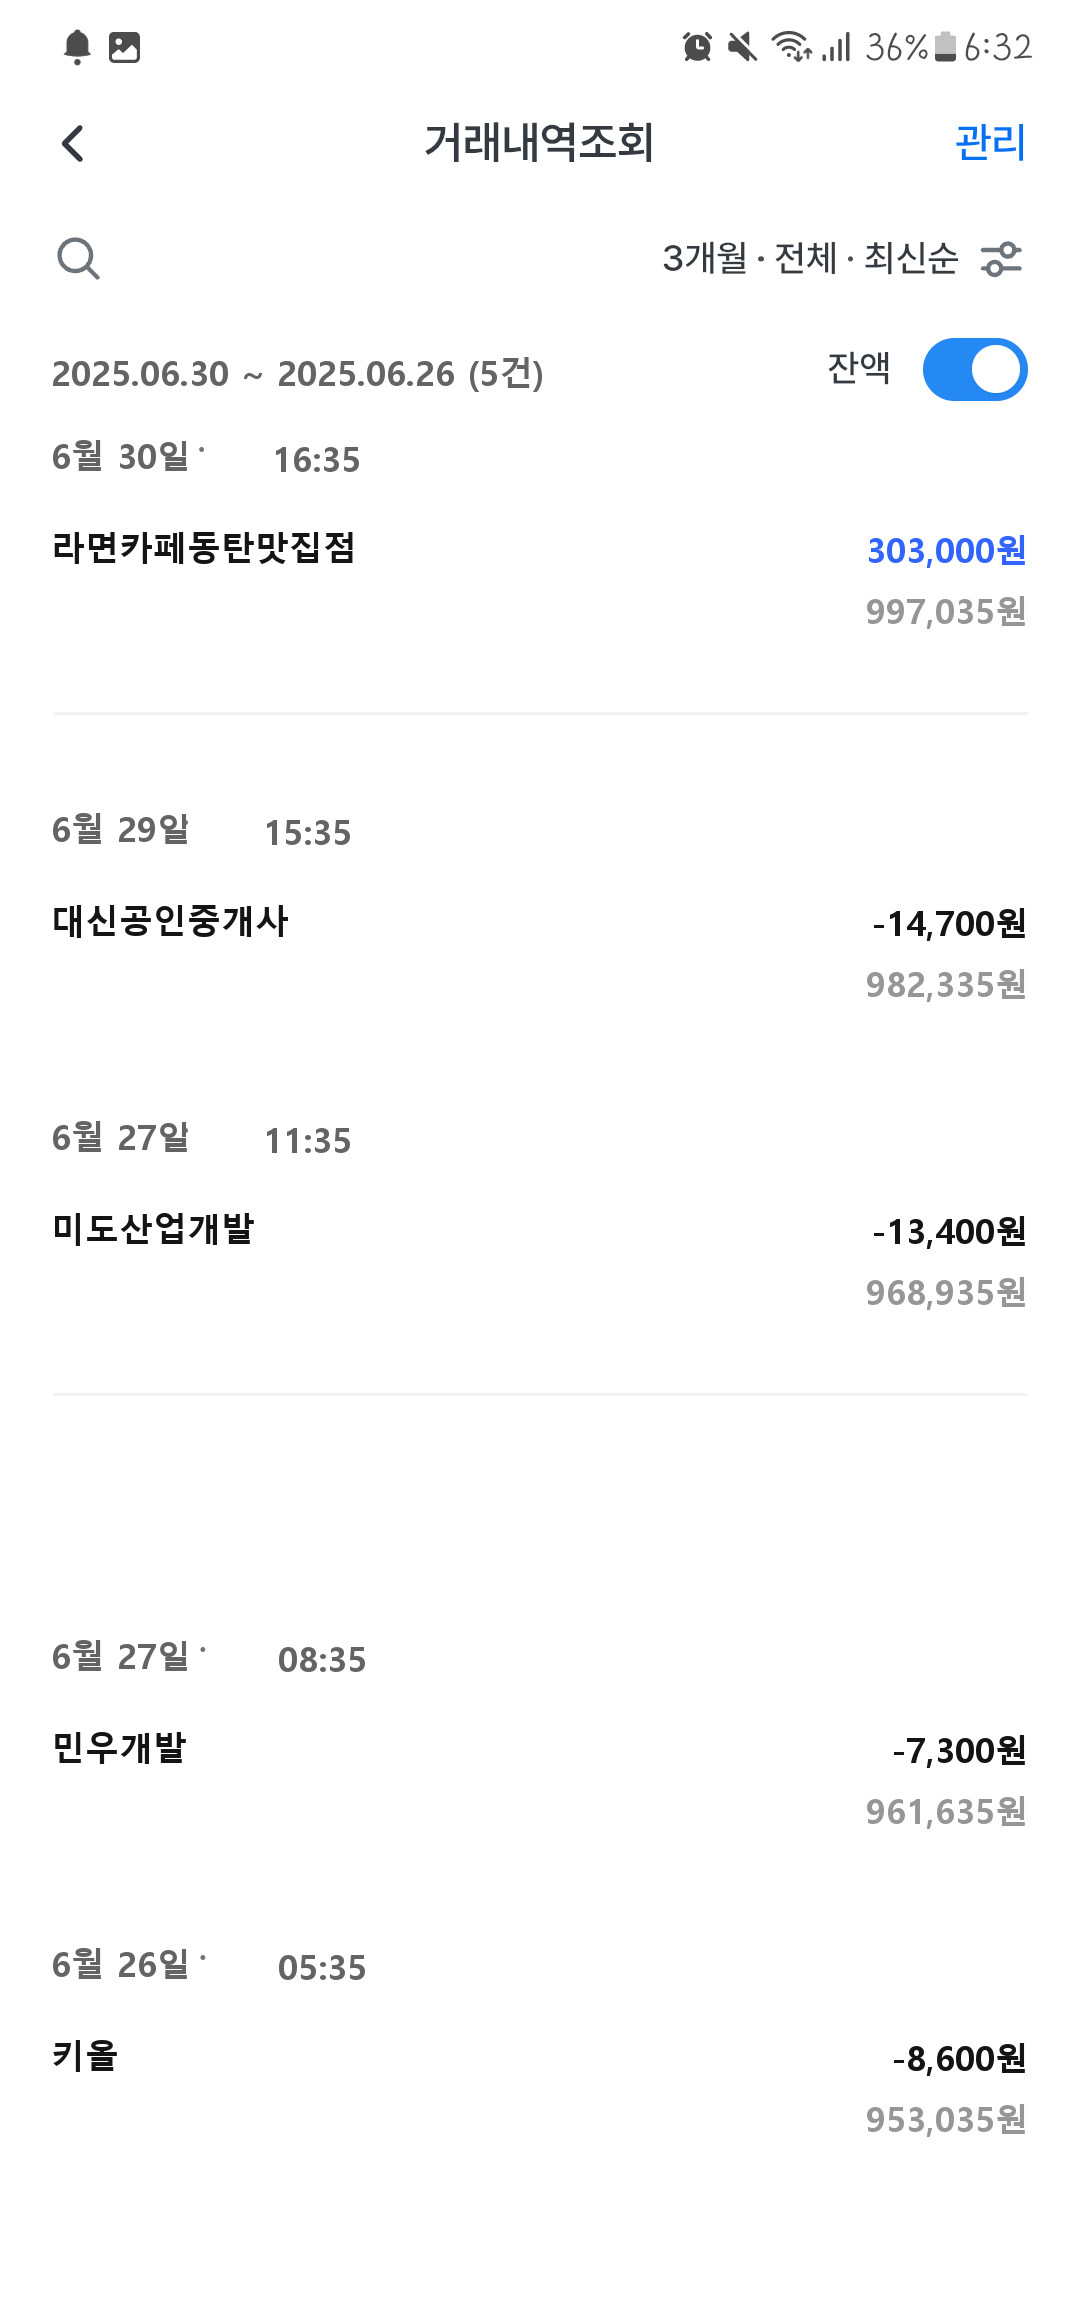 36% 6:32
거래내역조회 관리
3개월 · 전체 · 최신순
2025.06.30 ~ 2025.06.26 (5건) 잔액
6월 30일 · 16:35
라면카페동탄맛집점 303,000원
997,035원
6월 29알 15:35
대신공인중개사 -14,700원
982,335원
6월 27알 11:35
미도산업개발 -13,400원
968,935원
6월 27일 · 08:35
민우개발 -7,300원
961,635원
6월 26일 · 05:35
키올 -8,600원
953,035원